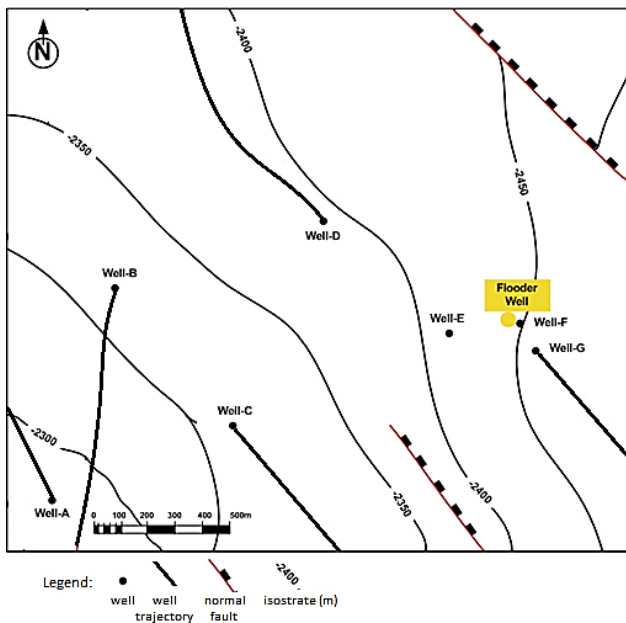 N
-2400
-2350
-2450
Well-D
Well-B
Flooder
Well
Well-E
Well-F
Well-G
Well-C
-2300
-2350
-2400
Well-A
0 100 200 300 400 500m
Legend:
-2400
well well normal isostrate (m)
trajectory fault